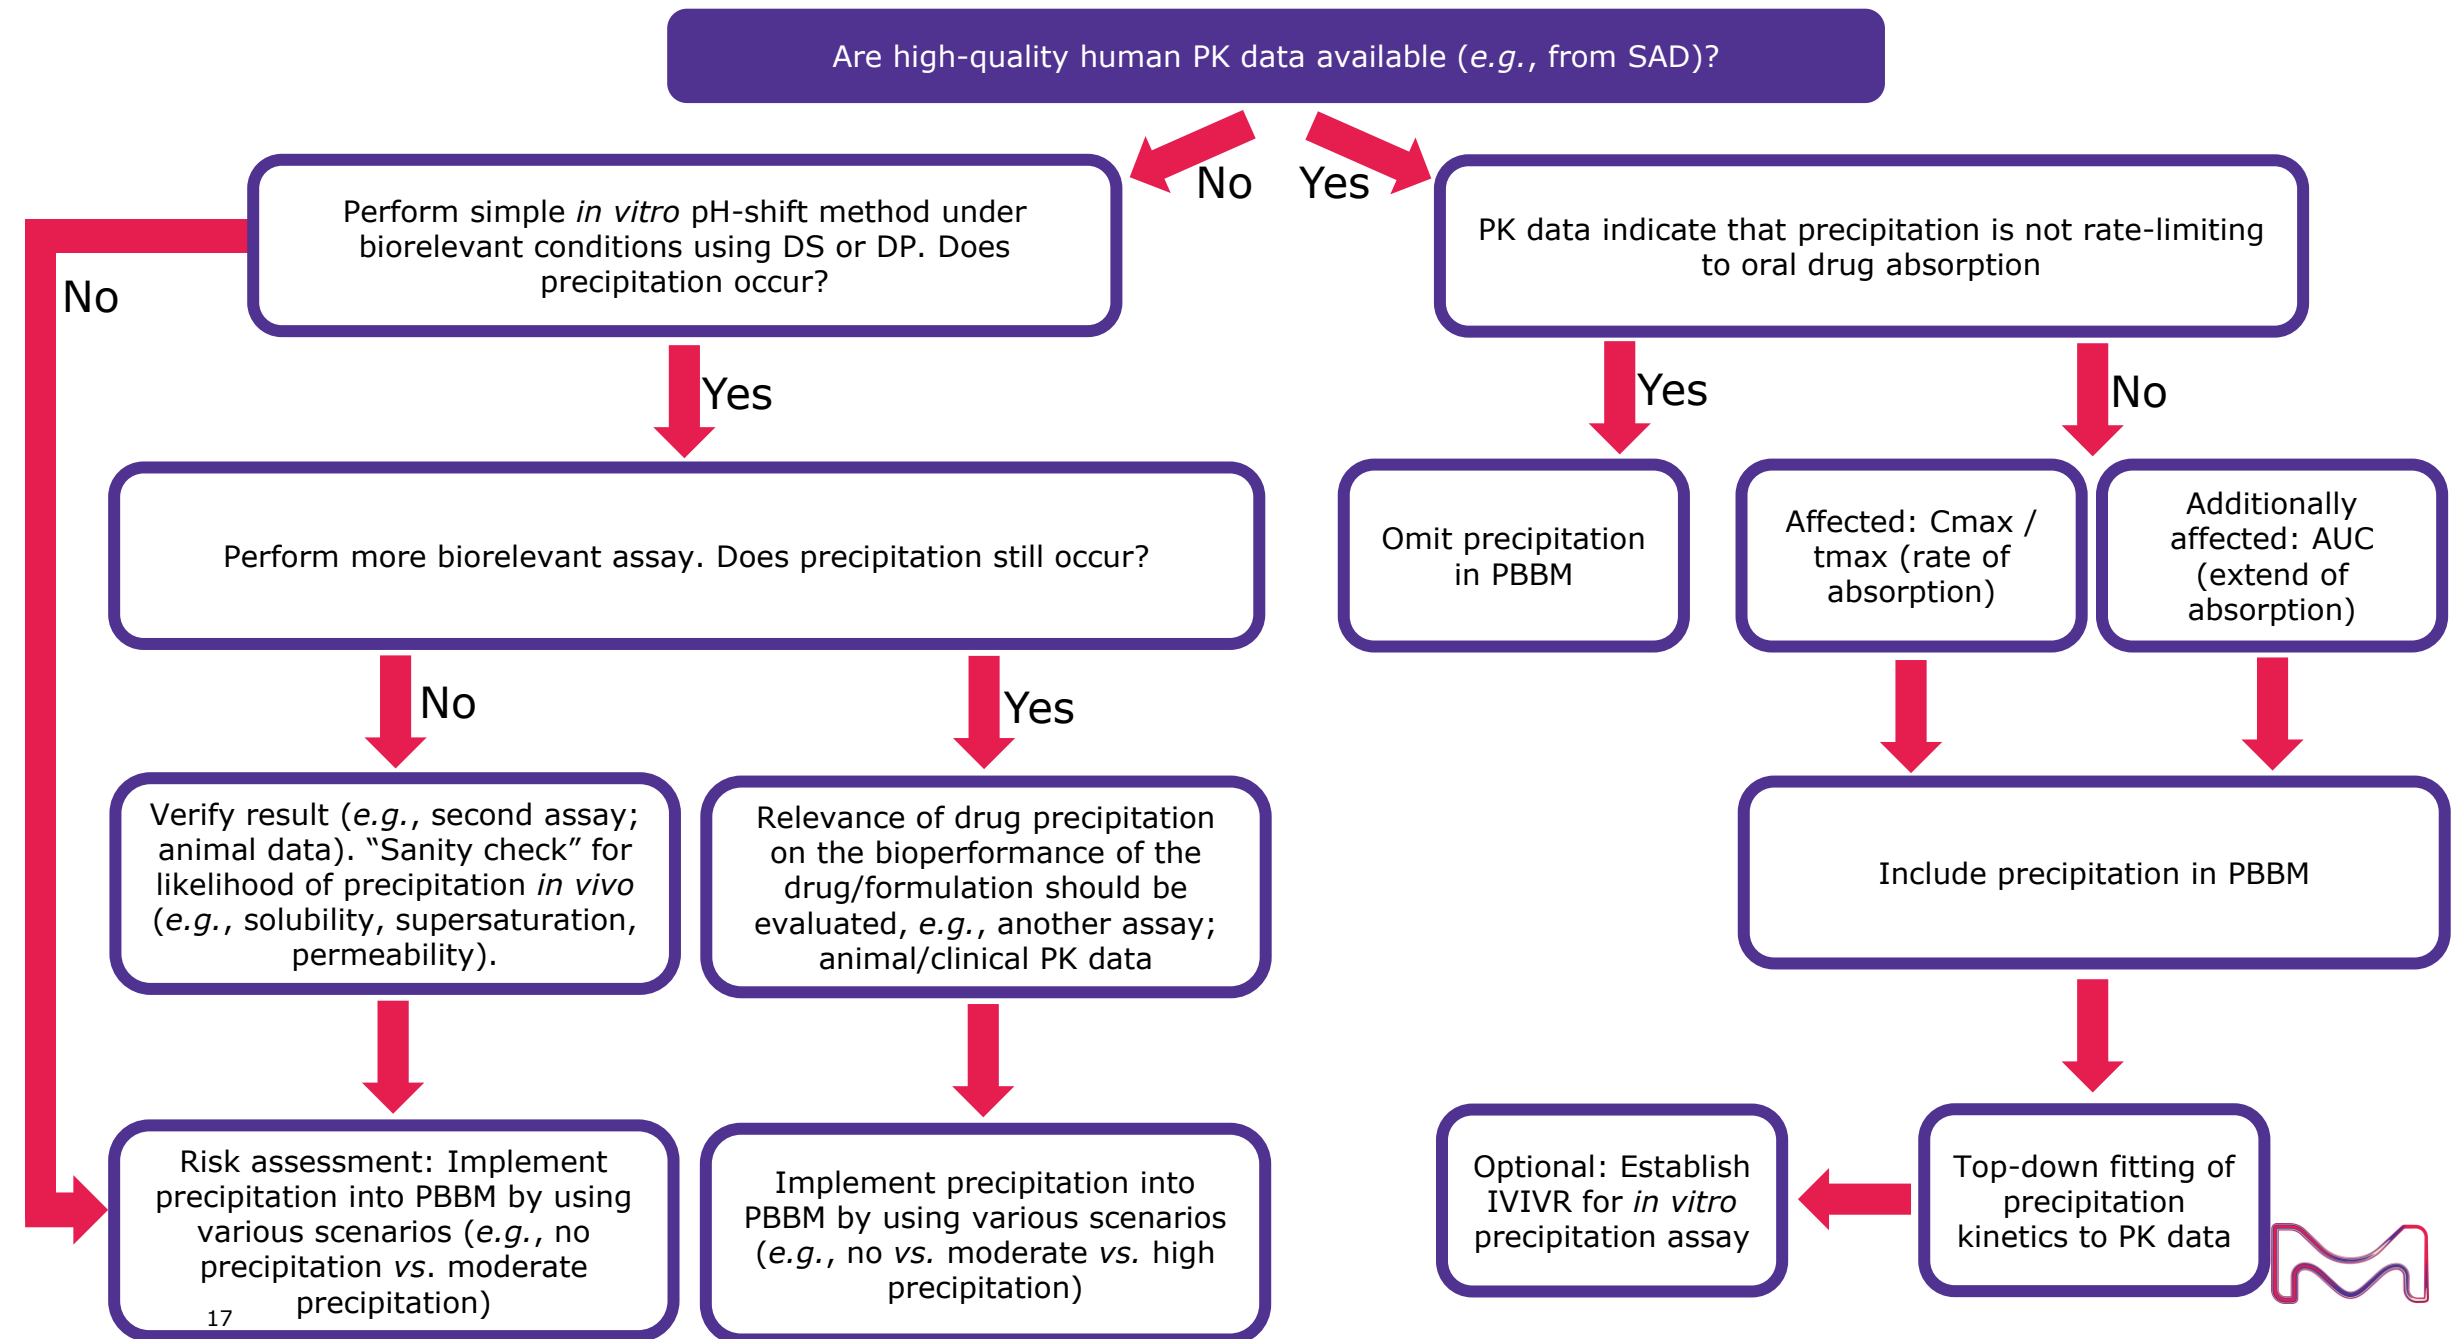 Are high-quality human PK data available (e.g., from SAD)?
No
Yes
Perform simple in vitro pH-shift method under
biorelevant conditions using DS or DP. Does
precipitation occur?
PK data indicate that precipitation is not rate-limiting
to oral drug absorption
No
Yes
Yes
No
Perform more biorelevant assay. Does precipitation still occur?
Omit precipitation
in PBBM
Affected: Cmax /
tmax (rate of
absorption)
Additionally
affected: AUC
(extend of
absorption)
No
Yes
Verify result (e.g., second assay;
animal data). “Sanity check” for
likelihood of precipitation in vivo
(e.g., solubility, supersaturation,
permeability).
Relevance of drug precipitation
on the bioperformance of the
drug/formulation should be
evaluated, e.g., another assay;
animal/clinical PK data
Include precipitation in PBBM
Risk assessment: Implement
precipitation into PBBM by using
various scenarios (e.g., no
precipitation vs. moderate
precipitation)
Implement precipitation into
PBBM by using various scenarios
(e.g., no vs. moderate vs. high
precipitation)
Optional: Establish
IVIVR for in vitro
precipitation assay
Top-down fitting of
precipitation
kinetics to PK data
17